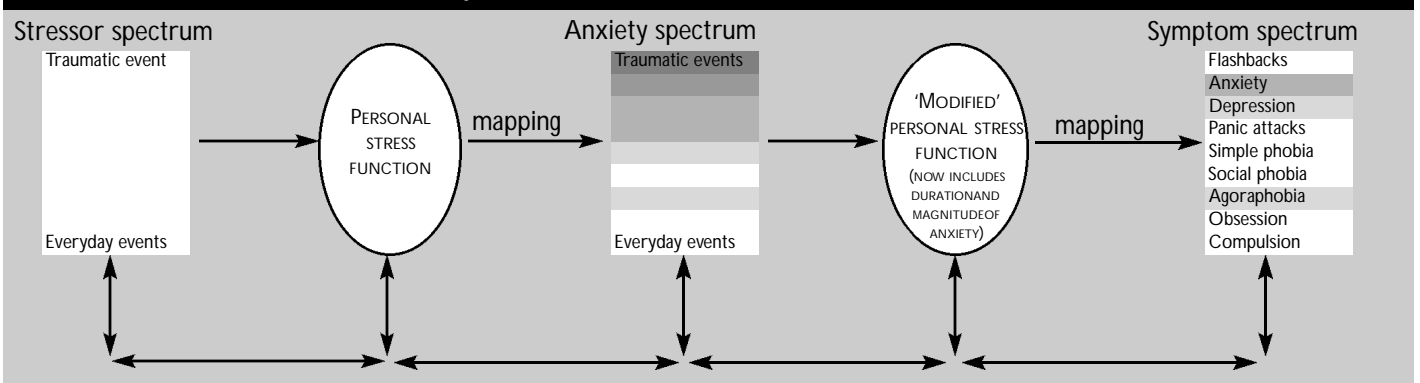 Stressor spectrum
Traumatic event
Everyday events
PERSONAL
STRESS
FUNCTION
mapping
Anxiety spectrum
Traumatic events
Everyday events
‘MODIFIED’
PERSONAL STRESS
FUNCTION
(NOW INCLUDES
DURATIONAND
MAGNITUDEOF
ANXIETY)
mapping
Symptom spectrum
Flashbacks
Anxiety
Depression
Panic attacks
Simple phobia
Social phobia
Agoraphobia
Obsession
Compulsion